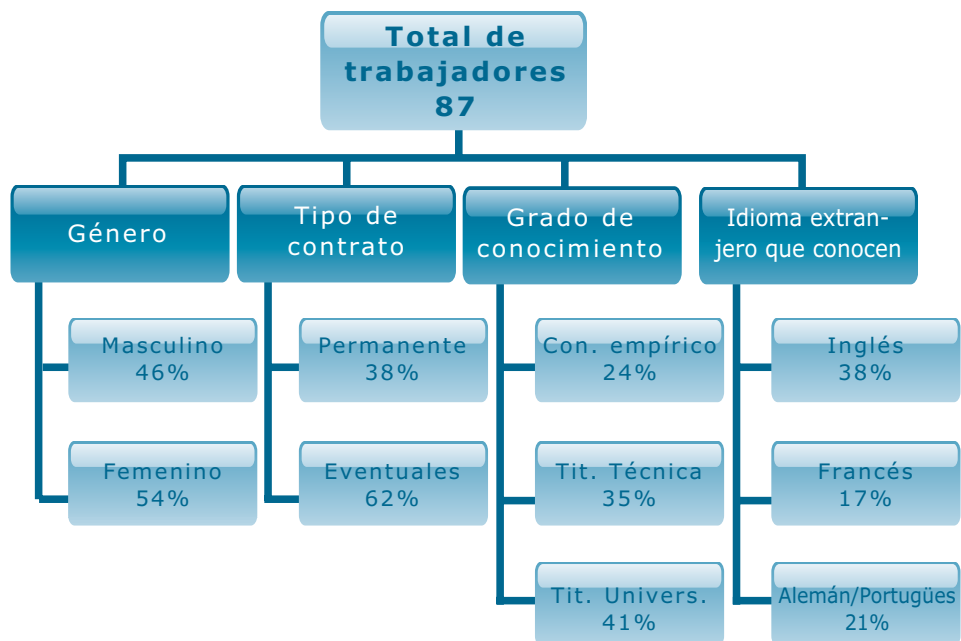 Total de
trabajadores
87
Género
Tipo de
contrato
Grado de
conocimiento
Idioma extran-
jero que conocen
Masculino
46%
Permanente
38%
Con. empírico
24%
Inglés
38%
Femenino
54%
Eventuales
62%
Tit. Técnica
35%
Francés
17%
Tit. Univers.
41%
Alemán/Portugües
21%